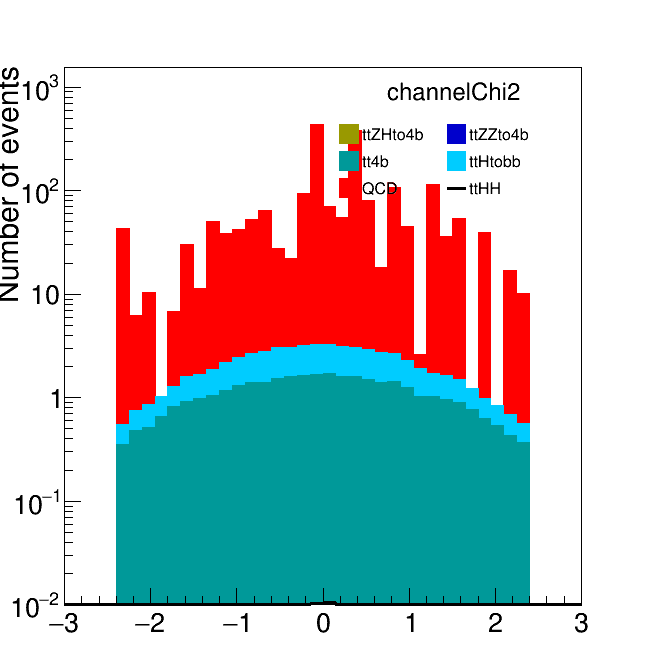 Number of events
channelChi2
ttZHto4b ttZZto4b
tt4b ttHtobb
QCD ttHH
10³
10²
10
1
10⁻¹
10⁻²
−3 −2 −1 0 1 2 3